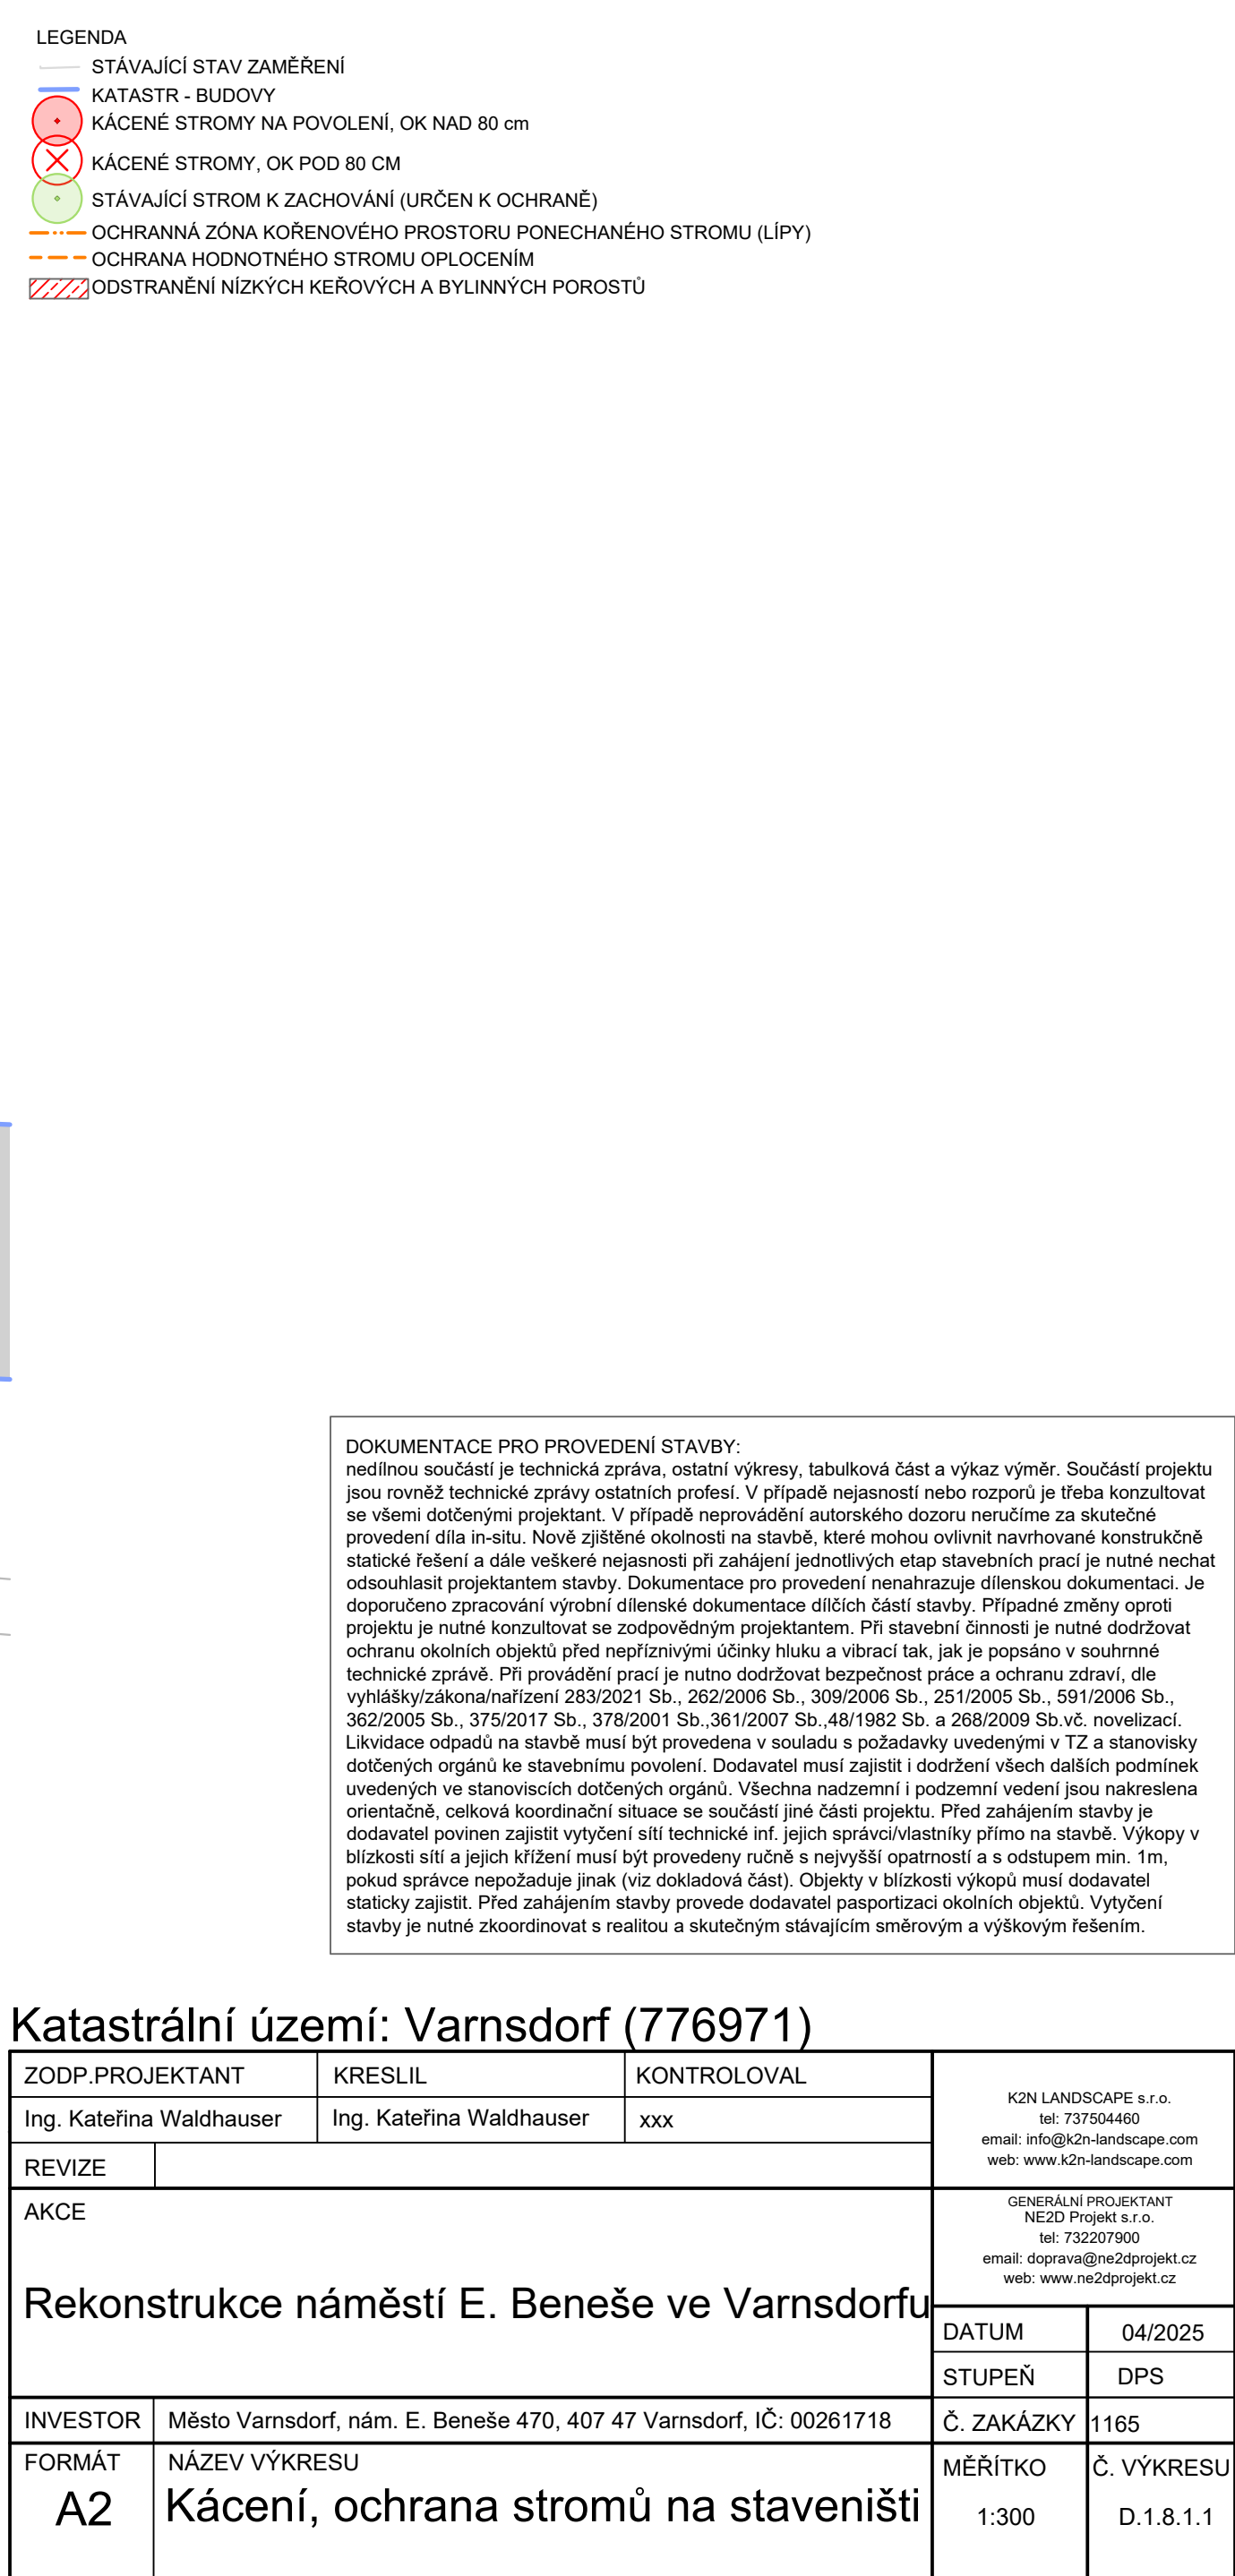 LEGENDA
STÁVAJÍCÍ STAV ZAMĚŘENÍ
KATASTR - BUDOVY
KÁCENÉ STROMY NA POVOLENÍ, OK NAD 80 cm
KÁCENÉ STROMY, OK POD 80 CM
STÁVAJÍCÍ STROM K ZACHOVÁNÍ (URČEN K OCHRANĚ)
OCHRANNÁ ZÓNA KOŘENOVÉHO PROSTORU PONECHANÉHO STROMU (LÍPY)
OCHRANA HODNOTNÉHO STROMU OPLOCENÍM
ODSTRANĚNÍ NÍZKÝCH KEŘOVÝCH A BYLINNÝCH POROSTŮ
DOKUMENTACE PRO PROVEDENÍ STAVBY:
nedílnou součástí je technická zpráva, ostatní výkresy, tabulková část a výkaz výměr. Součástí projektu
jsou rovněž technické zprávy ostatních profesí. V případě nejasností nebo rozporů je třeba konzultovat
se všemi dotčenými projektant. V případě neprovádění autorského dozoru neručíme za skutečné
provedení díla in-situ. Nově zjištěné okolnosti na stavbě, které mohou ovlivnit navrhované konstrukčně
statické řešení a dále veškeré nejasnosti při zahájení jednotlivých etap stavebních prací je nutné nechat
odsouhlasit projektantem stavby. Dokumentace pro provedení nenahrazuje dílenskou dokumentaci. Je
doporučeno zpracování výrobní dílenské dokumentace dílčích částí stavby. Případné změny oproti
projektu je nutné konzultovat se zodpovědným projektantem. Při stavební činnosti je nutné dodržovat
ochranu okolních objektů před nepříznivými účinky hluku a vibrací tak, jak je popsáno v souhrnné
technické zprávě. Při provádění prací je nutno dodržovat bezpečnost práce a ochranu zdraví, dle
vyhlášky/zákona/nařízení 283/2021 Sb., 262/2006 Sb., 309/2006 Sb., 251/2005 Sb., 591/2006 Sb.,
362/2005 Sb., 375/2017 Sb., 378/2001 Sb.,361/2007 Sb.,48/1982 Sb. a 268/2009 Sb.vč. novelizací.
Likvidace odpadů na stavbě musí být provedena v souladu s požadavky uvedenými v TZ a stanovisky
dotčených orgánů ke stavebnímu povolení. Dodavatel musí zajistit i dodržení všech dalších podmínek
uvedených ve stanoviscích dotčených orgánů. Všechna nadzemní i podzemní vedení jsou nakreslena
orientačně, celková koordinační situace se součástí jiné části projektu. Před zahájením stavby je
dodavatel povinen zajistit vytyčení sítí technické inf. jejich správci/vlastníky přímo na stavbě. Výkopy v
blízkosti sítí a jejich křížení musí být provedeny ručně s nejvyšší opatrností a s odstupem min. 1m,
pokud správce nepožaduje jinak (viz dokladová část). Objekty v blízkosti výkopů musí dodavatel
staticky zajistit. Před zahájením stavby provede dodavatel pasportizaci okolních objektů. Vytyčení
stavby je nutné zkoordinovat s realitou a skutečným stávajícím směrovým a výškovým řešením.
Katastrální území: Varnsdorf (776971)
ZODP.PROJEKTANT
KRESLIL
KONTROLOVAL
Ing. Kateřina Waldhauser
Ing. Kateřina Waldhauser
xxx
REVIZE
K2N LANDSCAPE s.r.o.
tel: 737504460
email: info@k2n-landscape.com
web: www.k2n-landscape.com
AKCE
Rekonstrukce náměstí E. Beneše ve Varnsdorfu
GENERÁLNÍ PROJEKTANT
NE2D Projekt s.r.o.
tel: 732207900
email: doprava@ne2dprojekt.cz
web: www.ne2dprojekt.cz
DATUM
04/2025
STUPEŇ
DPS
INVESTOR
Město Varnsdorf, nám. E. Beneše 470, 407 47 Varnsdorf, IČ: 00261718
Č. ZAKÁZKY
1165
FORMÁT
A2
NÁZEV VÝKRESU
Kácení, ochrana stromů na staveništi
MĚŘÍTKO
1:300
Č. VÝKRESU
D.1.8.1.1